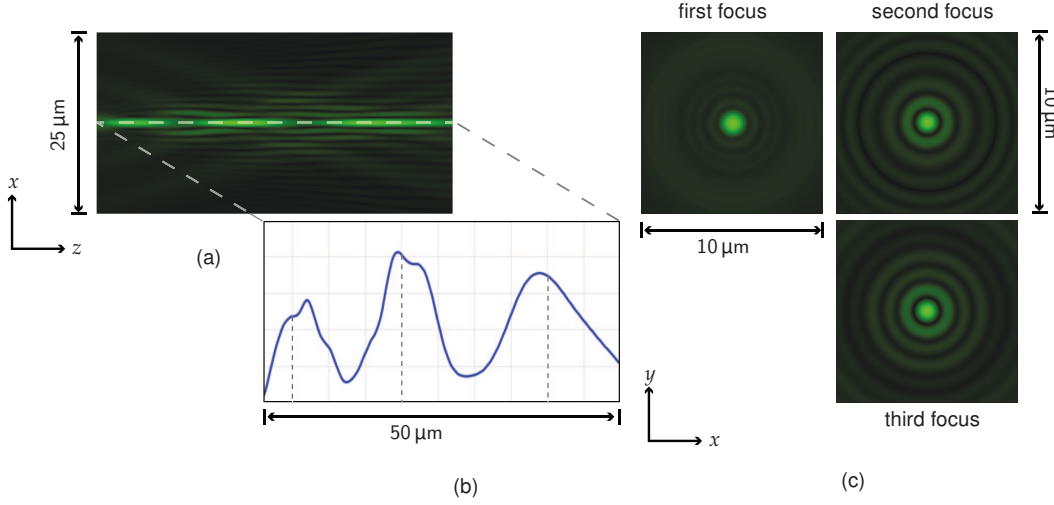 first focus
second focus
25 μm
10 μm
x
z
(a)
10 μm
50 μm
(b)
y
x
third focus
(c)